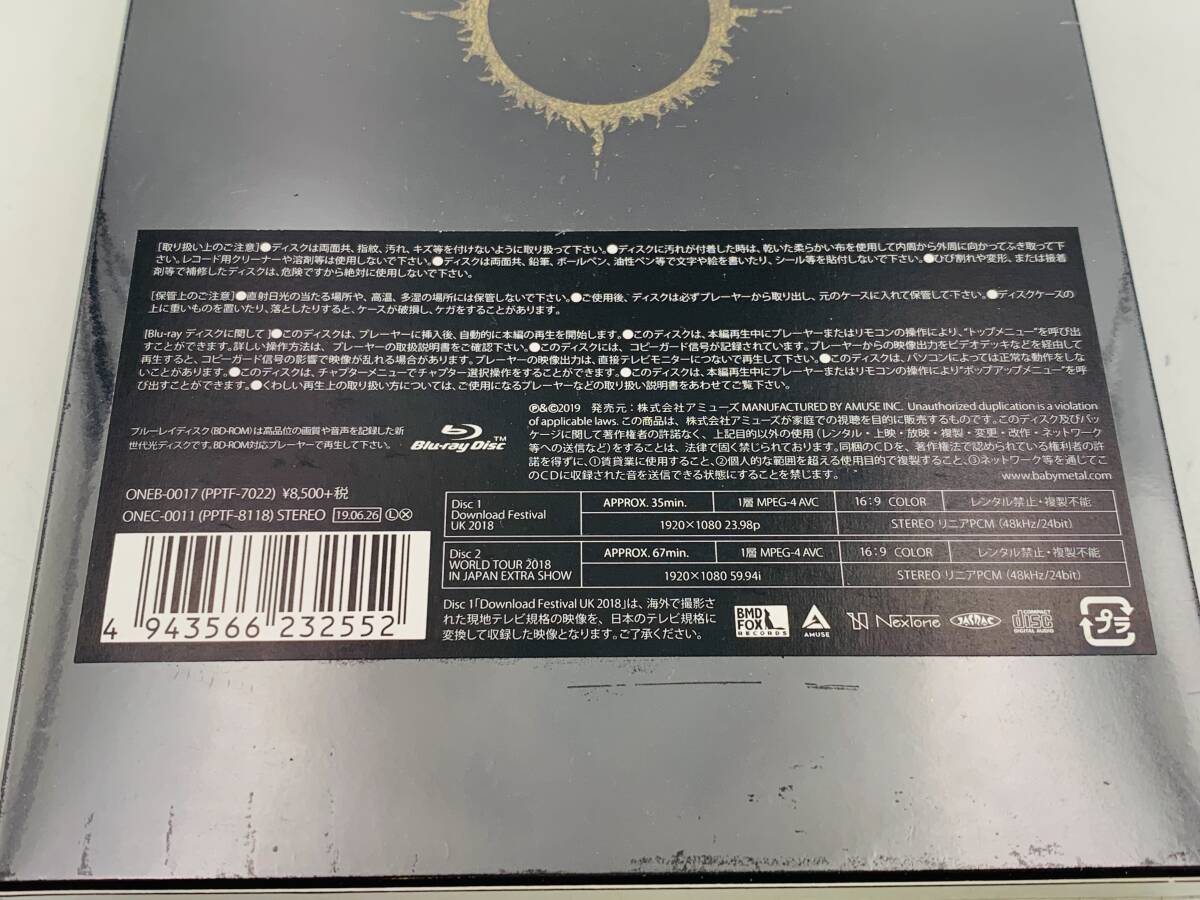 [取り扱い上のご注意]●ディスクは両面共、指紋、汚れ、キズ等を付けないように取り扱って下さい。●ディスクに汚れが付着した時は、乾いた柔らかい布を使用して内周から外周に向かってふき取って下
さい。レコード用クリーナーや溶剤等は使用しないで下さい。●ディスクは両面共、鉛筆、ボールペン、油性ペン等で文字や絵を書いたり、シール等を貼付しないで下さい。●ひび割れや変形、または接着
剤等で補修したディスクは、危険ですから絶対に使用しないで下さい。
[保管上のご注意]●直射日光の当たる場所や、高温、多湿の場所には保管しないで下さい。●ご使用後、ディスクは必ずプレーヤーから取り出し、元のケースに入れて保管して下さい。●ディスクケースの
上に重いものを置いたり、落としたりすると、ケースが破損し、ケガをすることがあります。
[Blu-ray ディスクに関して]●このディスクは、プレーヤーに挿入後、自動的に本編の再生を開始します。●このディスクは、本編再生中にプレーヤーまたはリモコンの操作により、"トップメニュー"を呼び出
すことができます。詳しい操作方法は、プレーヤーの取扱説明書をご確認下さい。●このディスクには、コピーガード信号が記録されています。プレーヤーからの映像出力をビデオデッキなどを経由して
再生すると、コピーガード信号の影響で映像が乱れる場合があります。プレーヤーの映像出力は、直接テレビモニターにつないで再生して下さい。●このディスクは、パソコンによっては正常な動作をしな
い場合があります。●このディスクは、チャプターメニューでチャプター選択操作をすることができます。●このディスクは、本編再生中にプレーヤーまたはリモコンの操作により"ポップアップメニュー"を呼
び出すことができます。●くわしい再生上の取り扱い方については、ご使用になるプレーヤーなどの取り扱い説明書をあわせてご覧下さい。
ブルーレイディスク(BD-ROM)は高品位の画質や音声を記録した新
世代光ディスクです。BD-ROM対応プレーヤーで再生して下さい。
Blu-ray Disc™
℗&©2019 発売元：株式会社アミューズ MANUFACTURED BY AMUSE INC. Unauthorized duplication is a violation
of applicable laws. この商品は、株式会社アミューズが家庭での視聴を目的に販売するものです。このディスク及びパッ
ケージに関して著作権者の許諾なく、上記目的以外の使用（レンタル・上映・放映・複製・変更・改作・ネットワーク
等への送信など）をすることは、法律で固く禁じられております。同梱のCDを、著作権法で認められている権利者の許
諾を得ずに、①賃貸業に使用すること、②個人的な範囲を超える使用目的で複製すること、③ネットワーク等を通じてこ
のCDに収録された音を送信できる状態にすることを禁じます。
www.babymetal.com
ONEB-0017 (PPTF-7022) ¥8,500+税
ONEC-0011 (PPTF-8118) STEREO 19.06.26 ⓁⓍ
4 943566 232552
Disc 1
Download Festival
UK 2018
APPROX. 35min. 1層 MPEG-4 AVC 16:9 COLOR レンタル禁止・複製不能
1920×1080 23.98p STEREO リニアPCM (48kHz/24bit)
Disc 2
WORLD TOUR 2018
IN JAPAN EXTRA SHOW
APPROX. 67min. 1層 MPEG-4 AVC 16:9 COLOR レンタル禁止・複製不能
1920×1080 59.94i STEREO リニアPCM (48kHz/24bit)
Disc 1「Download Festival UK 2018」は、海外で撮影さ
れた現地テレビ規格の映像を、日本のテレビ規格に
変換して収録した映像となります。ご了承ください。
BMD
FOX
RECORDS
AMUSE
NexTone
JASRAC
COMPACT
disc
DIGITAL AUDIO
プラ